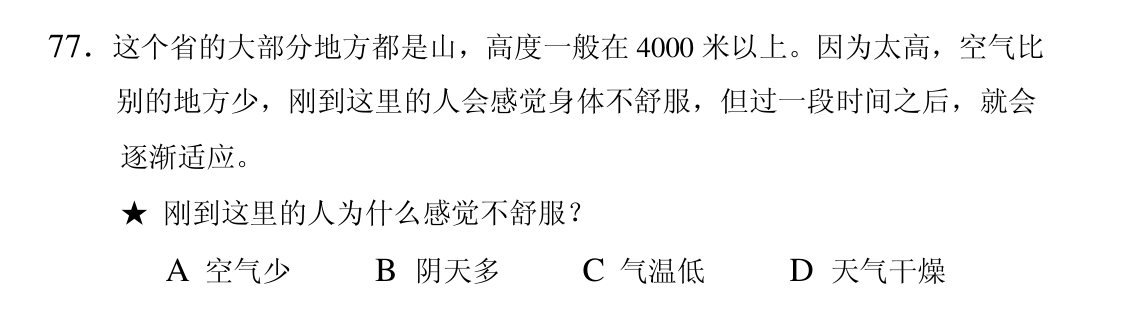 77．这个省的大部分地方都是山，高度一般在 4000 米以上。因为太高，空气比
别的地方少，刚到这里的人会感觉身体不舒服，但过一段时间之后，就会
逐渐适应。
★ 刚到这里的人为什么感觉不舒服？
A 空气少 B 阴天多 C 气温低 D 天气干燥